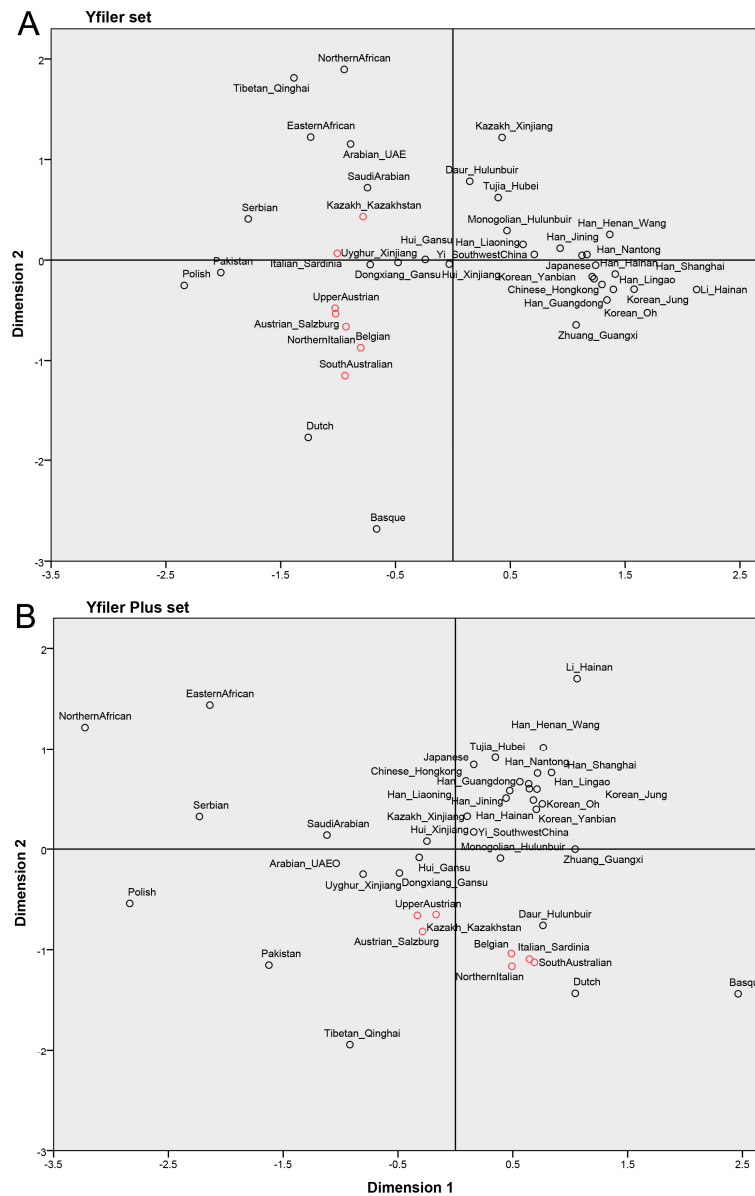 A
Yfiler set
NorthernAfrican
Tibetan_Qinghai
EasternAfrican
Kazakh_Xinjiang
Arabian_UAE
Daur_Hulunbuir
SaudiArabian
Tujia_Hubei
Kazakh_Kazakhstan
Serbian
Monogolian_Hulunbuir
Han_Henan_Wang
Hui_Gansu
Han_Liaoning
Han_Jining
Uyghur_Xinjiang
Yi_SouthwestChina
Han_Nantong
Pakistan
Italian_Sardinia
Japanese
Han_Hainan
Han_Shanghai
Polish
Dongxiang_Gansu
Hui_Xinjiang
Korean_Yanbian
Han_Lingao
Chinese_Hongkong
Li_Hainan
UpperAustrian
Han_Guangdong
Korean_Jung
Korean_Oh
Austrian_Salzburg
NorthernItalian
Belgian
Zhuang_Guangxi
SouthAustralian
Dutch
Basque
Dimension 2
2
1
0
-1
-2
-3
-3.5
-2.5
-1.5
-0.5
0.5
1.5
2.5
B
Yfiler Plus set
Li_Hainan
EasternAfrican
NorthernAfrican
Han_Henan_Wang
Tujia_Hubei
Japanese
Han_Nantong
Han_Shanghai
Chinese_Hongkong
Han_Guangdong
Han_Lingao
Han_Liaoning
Han_Jining
Korean_Jung
Korean_Oh
Serbian
Kazakh_Xinjiang
Han_Hainan
Korean_Yanbian
SaudiArabian
Hui_Xinjiang
Yi_SouthwestChina
Monogolian_Hulunbuir
Arabian_UAE
Hui_Gansu
Zhuang_Guangxi
Uyghur_Xinjiang
Dongxiang_Gansu
Polish
UpperAustrian
Daur_Hulunbuir
Kazakh_Kazakhstan
Austrian_Salzburg
Belgian
Italian_Sardinia
Pakistan
SouthAustralian
NorthernItalian
Dutch
Basqu
Tibetan_Qinghai
Dimension 2
2
1
0
-1
-2
-3
-3.5
-2.5
-1.5
-0.5
0.5
1.5
2.5
Dimension 1